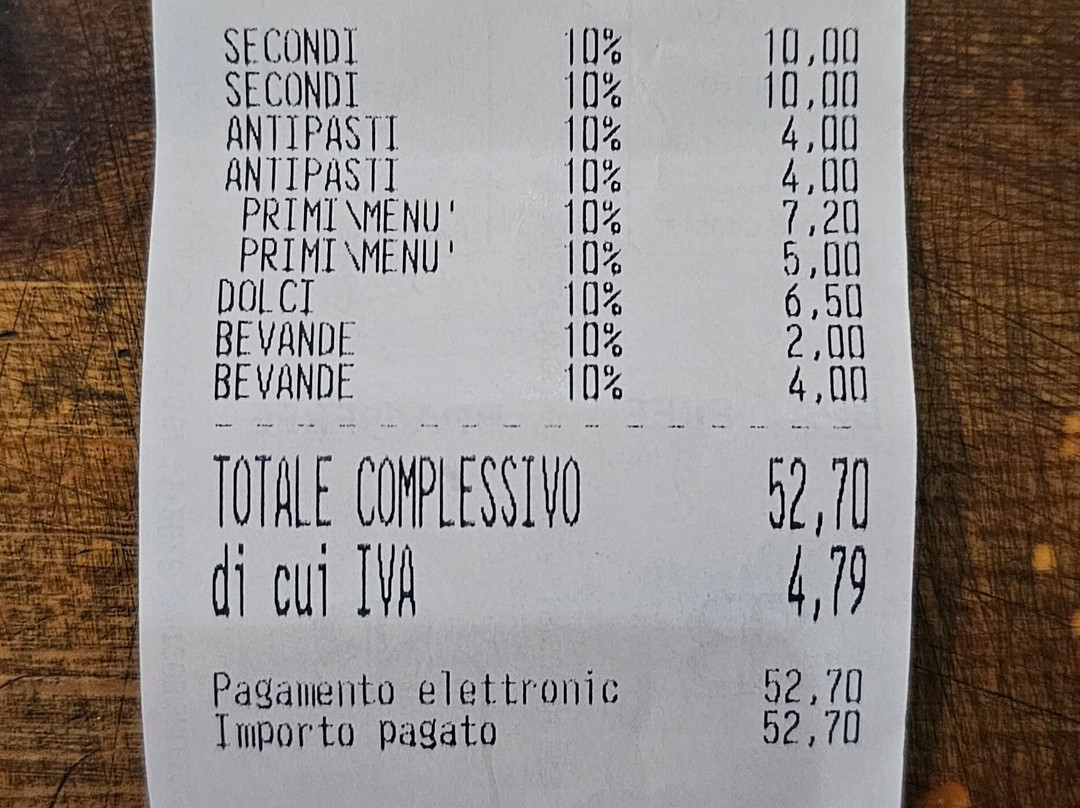 SECONDI 10% 10,00
SECONDI 10% 10,00
ANTIPASTI 10% 4,00
ANTIPASTI 10% 4,00
PRIMI\MENU' 10% 7,20
PRIMI\MENU' 10% 5,00
DOLCI 10% 6,50
BEVANDE 10% 2,00
BEVANDE 10% 4,00
TOTALE COMPLESSIVO 52,70
di cui IVA 4,79
Pagamento elettronic 52,70
Importo pagato 52,70